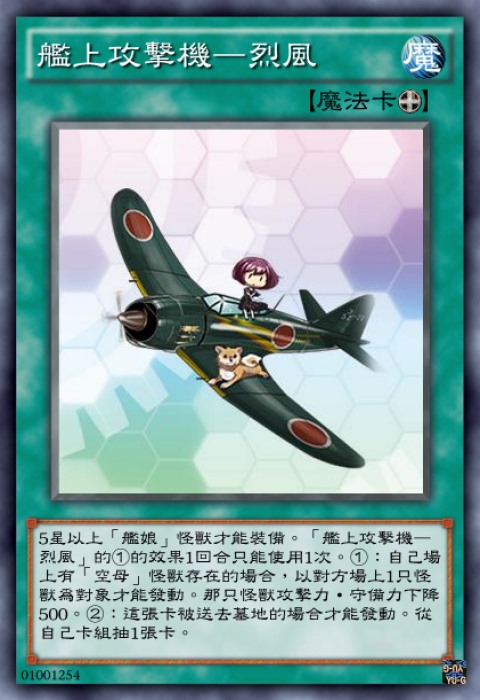 艦上攻擊機—烈風
魔
【魔法卡】
5星以上「艦娘」怪獸才能裝備。「艦上攻擊機—
烈風」的①的效果1回合只能使用1次。①：自己場
上有「空母」怪獸存在的場合，以對方場上1只怪
獸為對象才能發動。那只怪獸攻擊力・守備力下降
500。②：這張卡被送去墓地的場合才能發動。從
自己卡組抽1張卡。
01001254